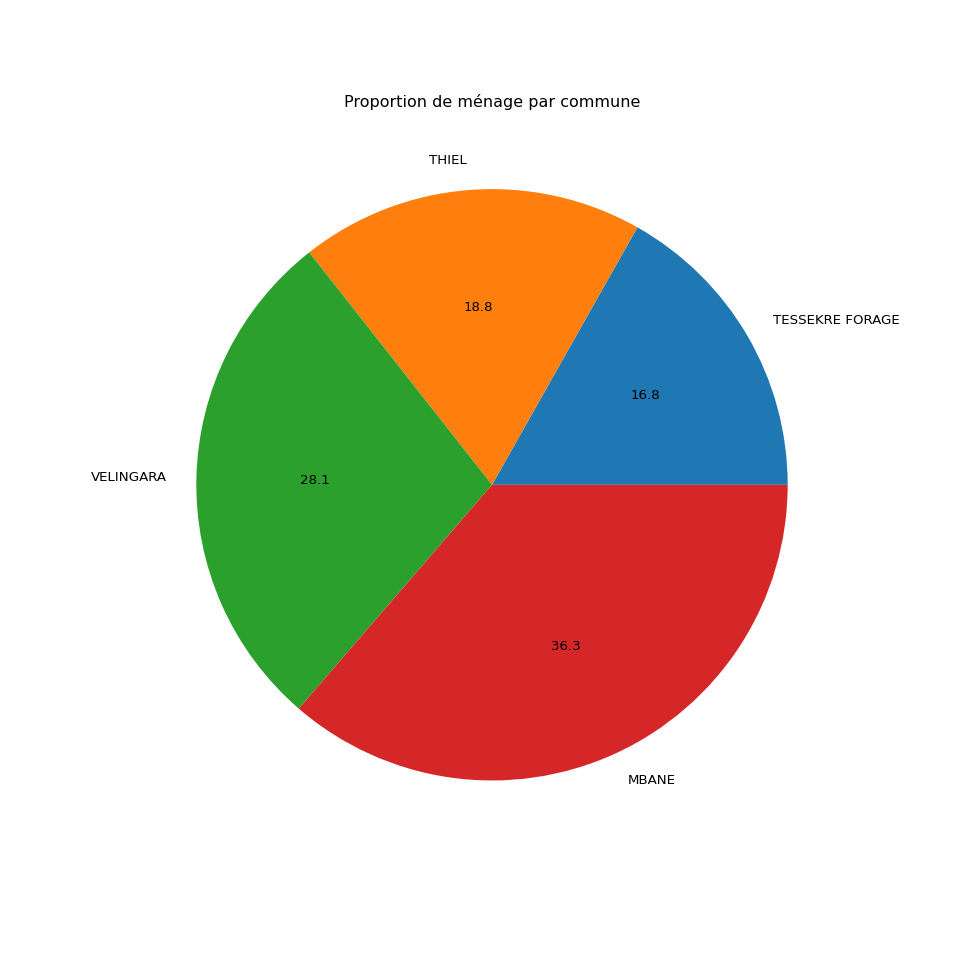 Proportion de ménage par commune
THIEL
TESSEKRE FORAGE
18.8
16.8
VELINGARA
28.1
36.3
MBANE